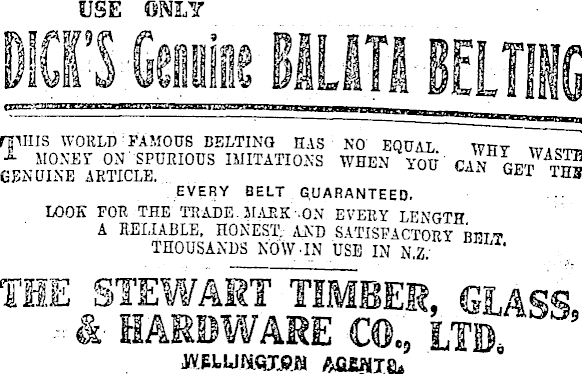 USE ONLY
DICK'S Genuine BALATA BELTING
THIS WORLD FAMOUS BELTING HAS NO EQUAL. WHY WASTE
MONEY ON SPURIOUS IMITATIONS WHEN YOU CAN GET THE
GENUINE ARTICLE.
EVERY BELT GUARANTEED.
LOOK FOR THE TRADE MARK ON EVERY LENGTH.
A RELIABLE, HONEST, AND SATISFACTORY BELT.
THOUSANDS NOW IN USE IN N.Z.
THE STEWART TIMBER, GLASS,
& HARDWARE CO., LTD.
WELLINGTON AGENTS.